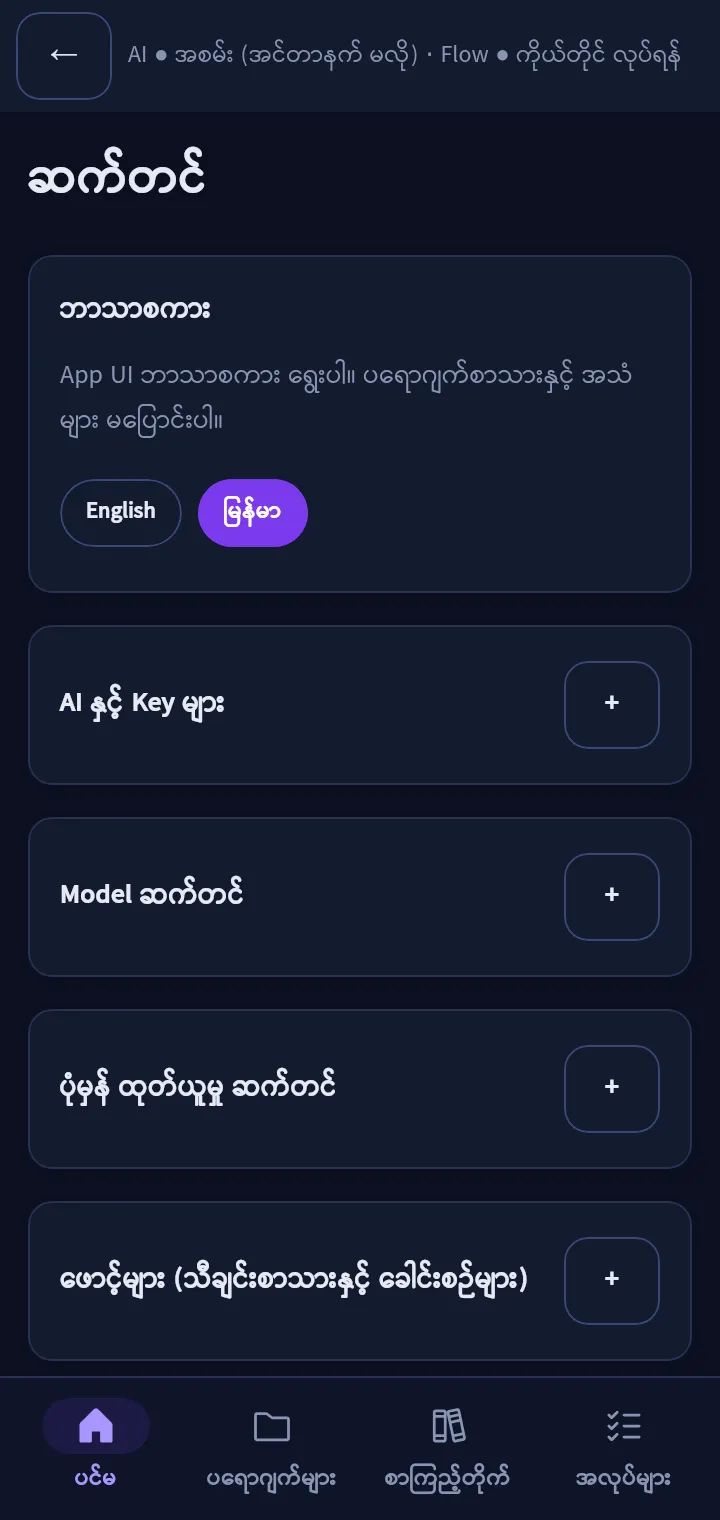 ← AI ● အစမ်း (အင်တာနက် မလို) · Flow ● ကိုယ်တိုင် လုပ်ရန်
ဆက်တင်
ဘာသာစကား
App UI ဘာသာစကား ရွေးပါ။ ပရောဂျက်စာသားနှင့် အသံ
များ မပြောင်းပါ။
English မြန်မာ
AI နှင့် Key များ +
Model ဆက်တင် +
ပုံမှန် ထုတ်ယူမှု ဆက်တင် +
ဖောင့်များ (သီချင်းစာသားနှင့် ခေါင်းစဉ်များ) +
ပင်မ ပရောဂျက်များ စာကြည့်တိုက် အလုပ်များ